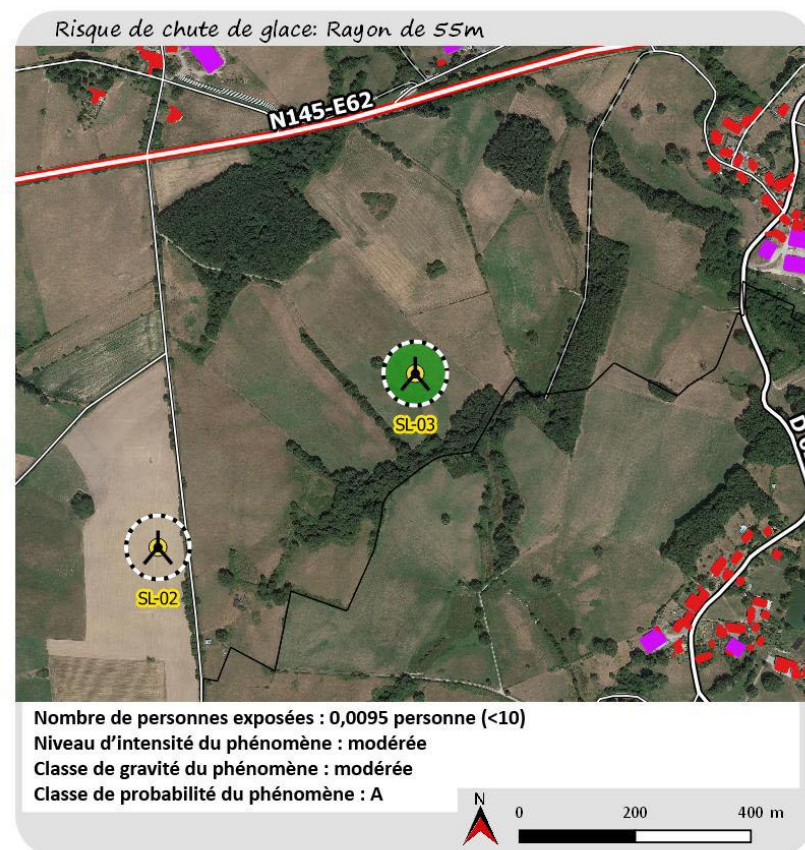 Risque de chute de glace: Rayon de 55m
N145-E62
SL-03
SL-02
Nombre de personnes exposées : 0,0095 personne (<10)
Niveau d'intensité du phénomène : modérée
Classe de gravité du phénomène : modérée
Classe de probabilité du phénomène : A
N
0 200 400 m